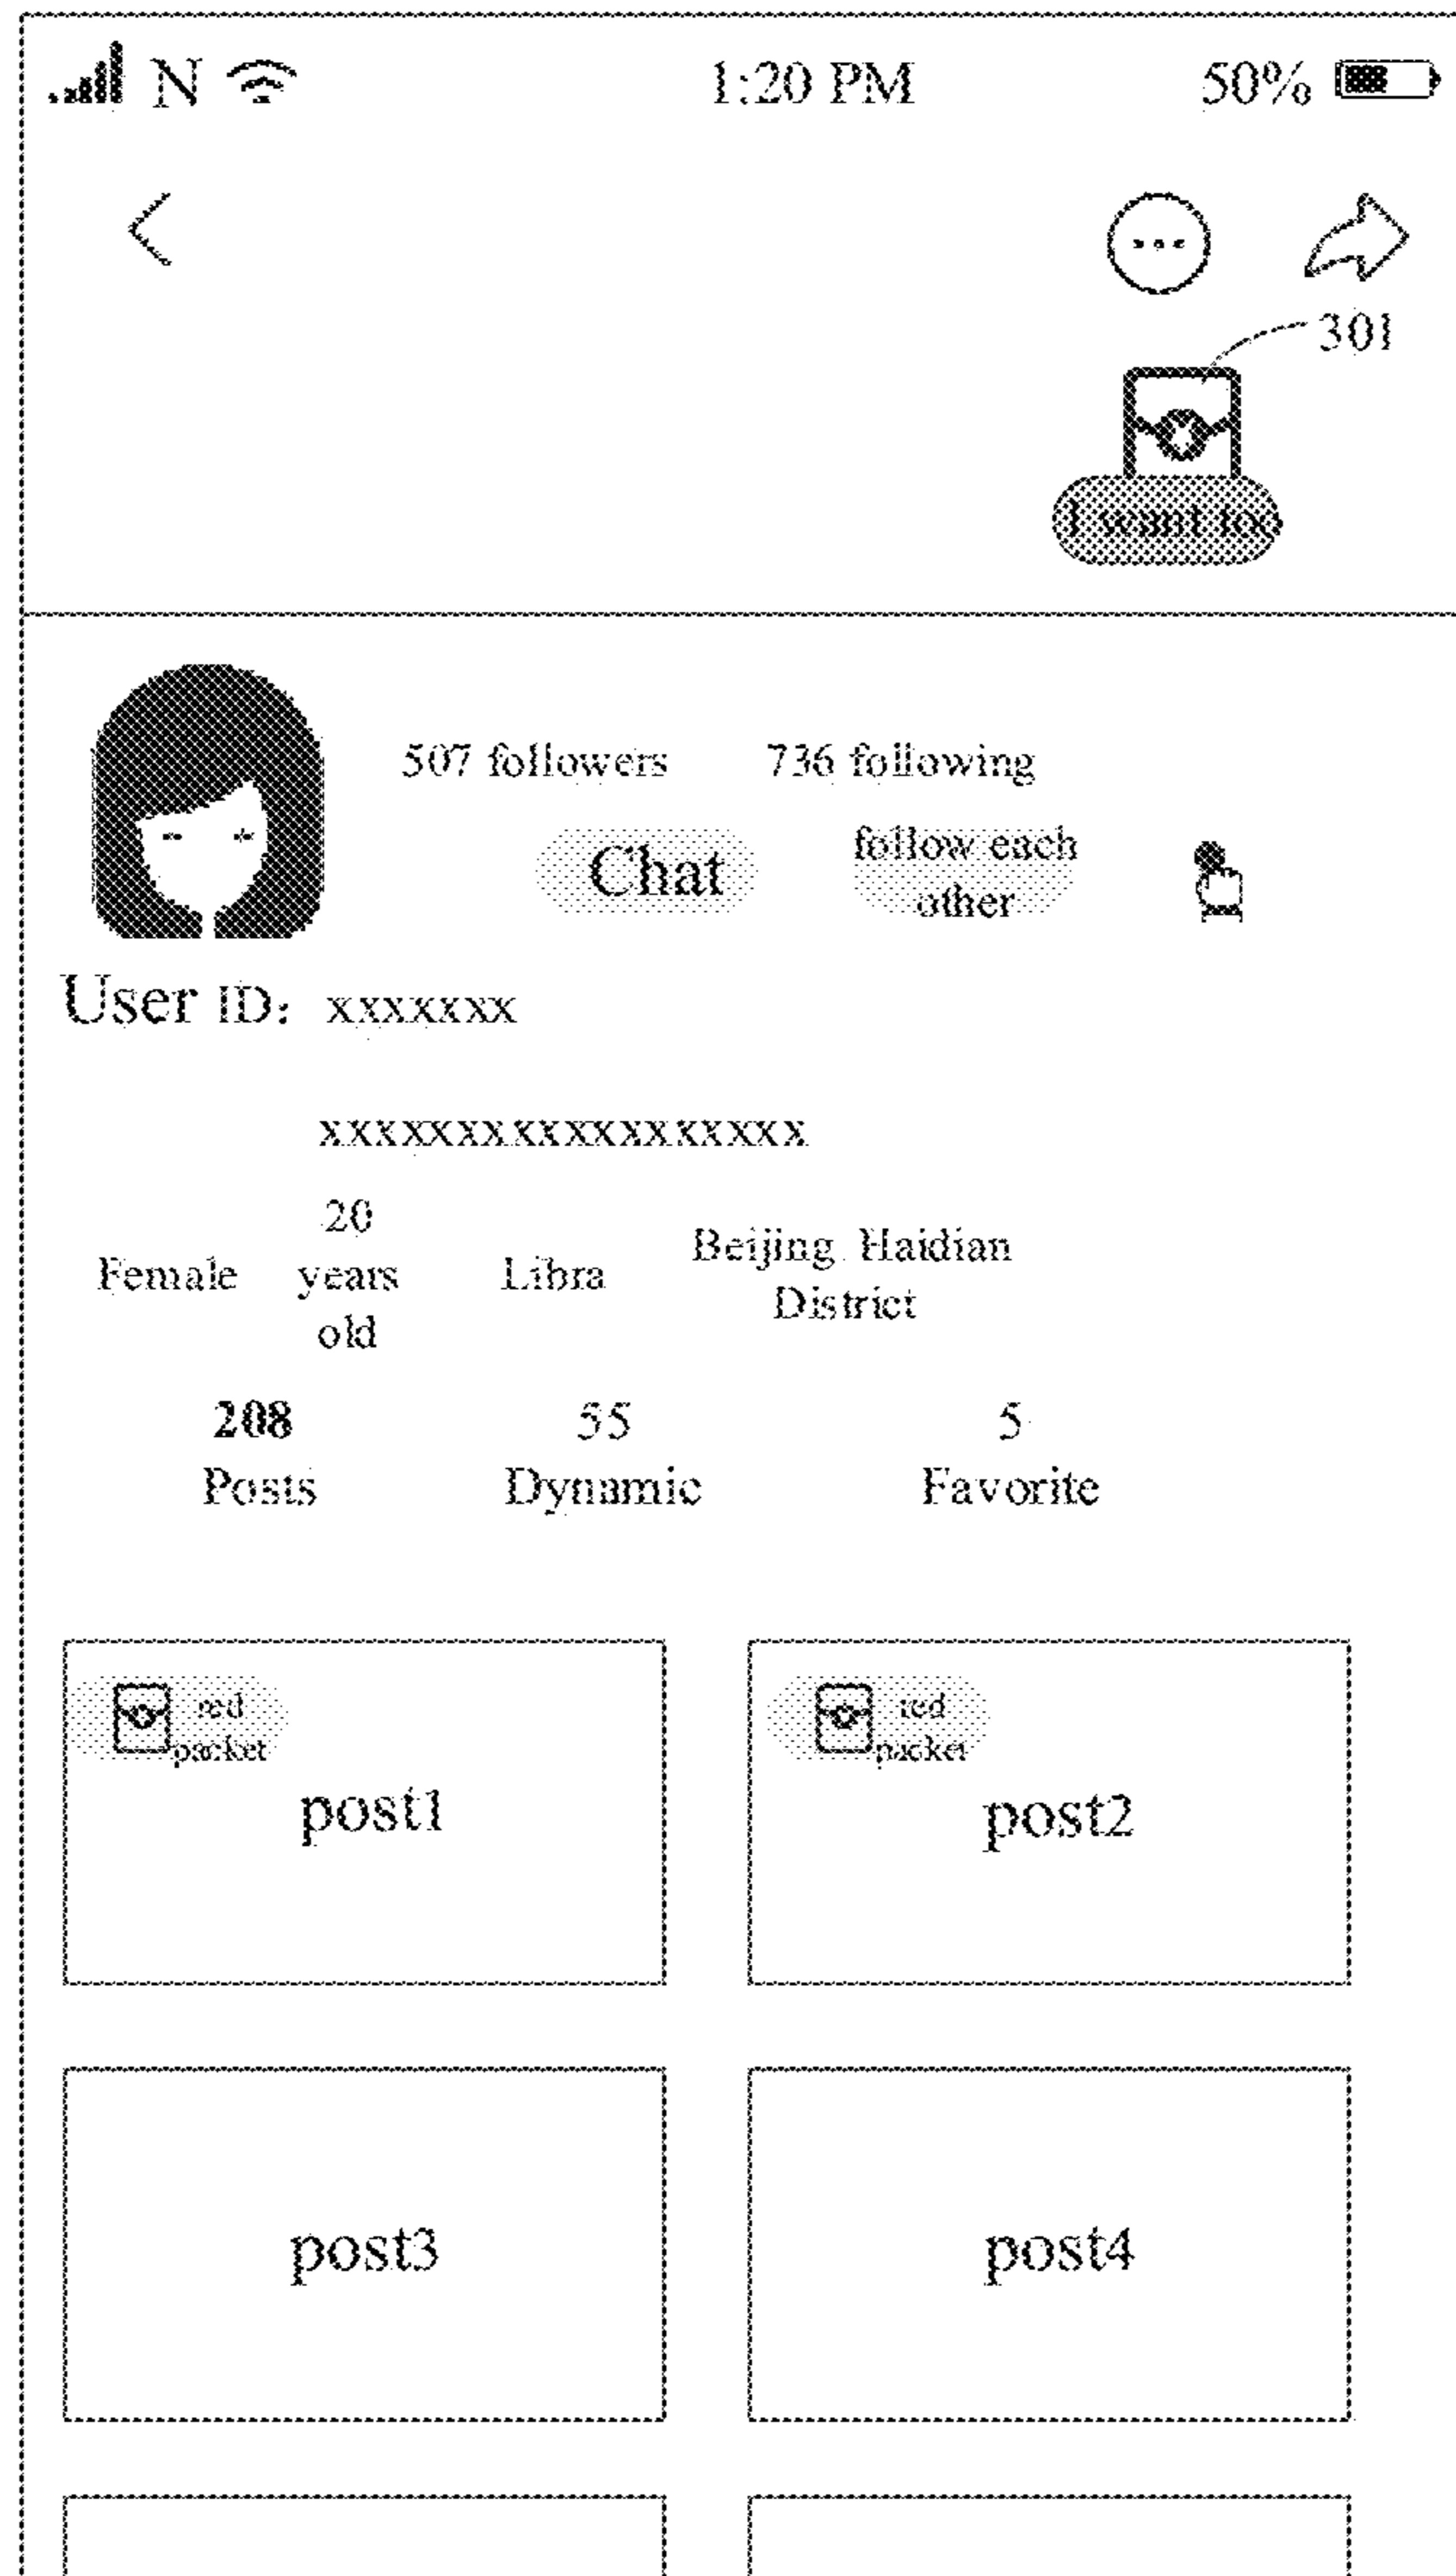 N 1:20 PM 50%
301
I want too
507 followers 736 following
Chat
follow each
other
User ID: xxxxxxx
xxxxxxxxxxxxxxxxxx
Female
20
years
old
Libra
Beijing Haidian
District
208 55 5
Posts Dynamic Favorite
red
packet
post1
red
packet
post2
post3 post4